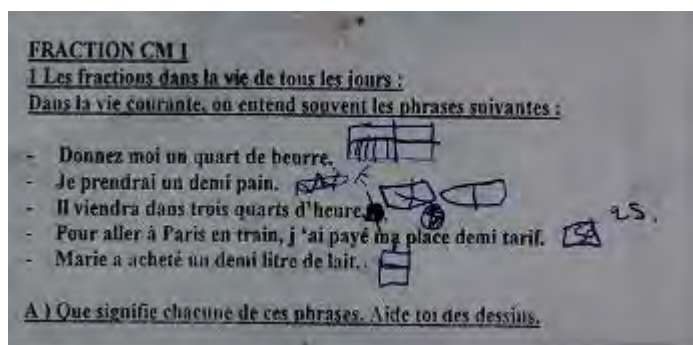 FRACTION CM 1
1 Les fractions dans la vie de tous les jours :
Dans la vie courante, on entend souvent les phrases suivantes :
- Donnez moi un quart de beurre.
- Je prendrai un demi pain.
- Il viendra dans trois quarts d'heure.
- Pour aller à Paris en train, j 'ai payé ma place demi tarif. 50 25.
- Marie a acheté un demi litre de lait. .
A ) Que signifie chacune de ces phrases. Aide toi des dessins.